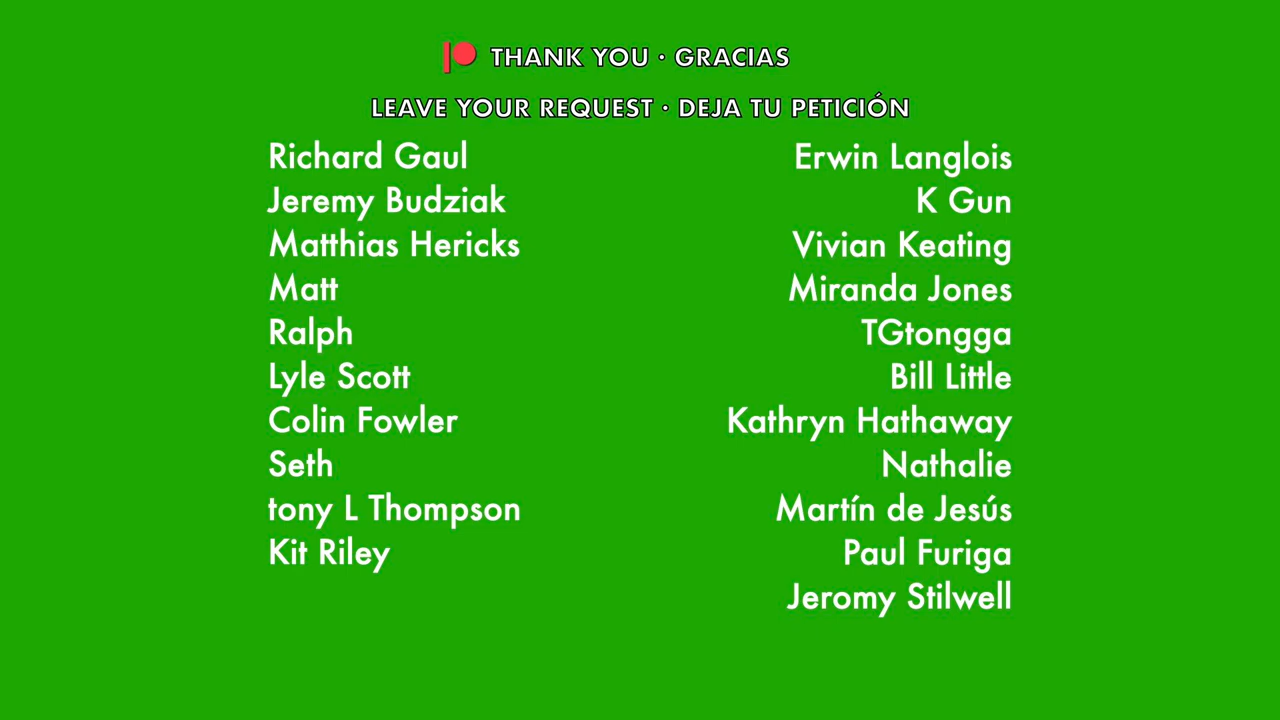 THANK YOU · GRACIAS
LEAVE YOUR REQUEST · DEJA TU PETICIÓN
Richard Gaul
Jeremy Budziak
Matthias Hericks
Matt
Ralph
Lyle Scott
Colin Fowler
Seth
tony L Thompson
Kit Riley
Erwin Langlois
K Gun
Vivian Keating
Miranda Jones
TGtongga
Bill Little
Kathryn Hathaway
Nathalie
Martín de Jesús
Paul Furiga
Jeromy Stilwell